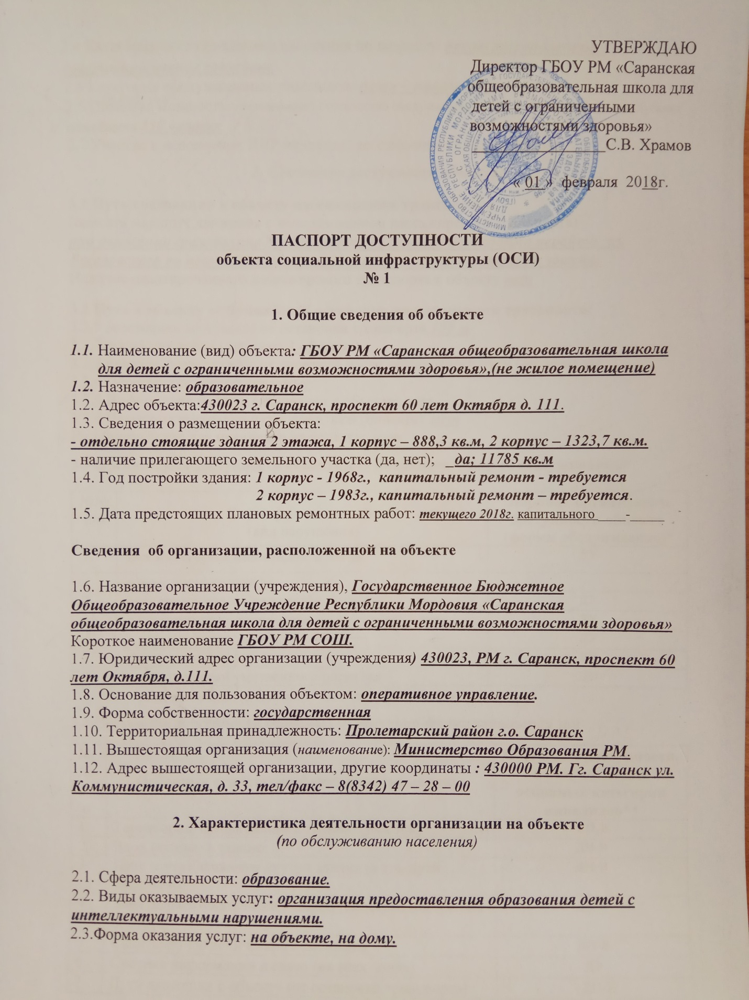 УТВЕРЖДАЮ
Директор ГБОУ РМ «Саранская
общеобразовательная школа для
детей с ограниченными
возможностями здоровья»
_________________С.В. Храмов
« 01 » февраля 2018г.
ПАСПОРТ ДОСТУПНОСТИ
объекта социальной инфраструктуры (ОСИ)
№ 1
1. Общие сведения об объекте
1.1. Наименование (вид) объекта: ГБОУ РМ «Саранская общеобразовательная школа
для детей с ограниченными возможностями здоровья»,(не жилое помещение)
1.2. Назначение: образовательное
1.2. Адрес объекта:430023 г. Саранск, проспект 60 лет Октября д. 111.
1.3. Сведения о размещении объекта:
- отдельно стоящие здания 2 этажа, 1 корпус – 888,3 кв.м, 2 корпус – 1323,7 кв.м.
- наличие прилегающего земельного участка (да, нет); _да; 11785 кв.м
1.4. Год постройки здания: 1 корпус - 1968г., капитальный ремонт - требуется
2 корпус – 1983г., капитальный ремонт – требуется.
1.5. Дата предстоящих плановых ремонтных работ: текущего 2018г. капитального____-_____
Сведения об организации, расположенной на объекте
1.6. Название организации (учреждения), Государственное Бюджетное
Общеобразовательное Учреждение Республики Мордовия «Саранская
общеобразовательная школа для детей с ограниченными возможностями здоровья»
Короткое наименование ГБОУ РМ СОШ.
1.7. Юридический адрес организации (учреждения) 430023, РМ г. Саранск, проспект 60
лет Октября, д.111.
1.8. Основание для пользования объектом: оперативное управление.
1.9. Форма собственности: государственная
1.10. Территориальная принадлежность: Пролетарский район г.о. Саранск
1.11. Вышестоящая организация (наименование): Министерство Образования РМ.
1.12. Адрес вышестоящей организации, другие координаты : 430000 РМ. Гг. Саранск ул.
Коммунистическая, д. 33, тел/факс – 8(8342) 47 – 28 – 00
2. Характеристика деятельности организации на объекте
(по обслуживанию населения)
2.1. Сфера деятельности: образование.
2.2. Виды оказываемых услуг: организация предоставления образования детей с
интеллектуальными нарушениями.
2.3.Форма оказания услуг: на объекте, на дому.